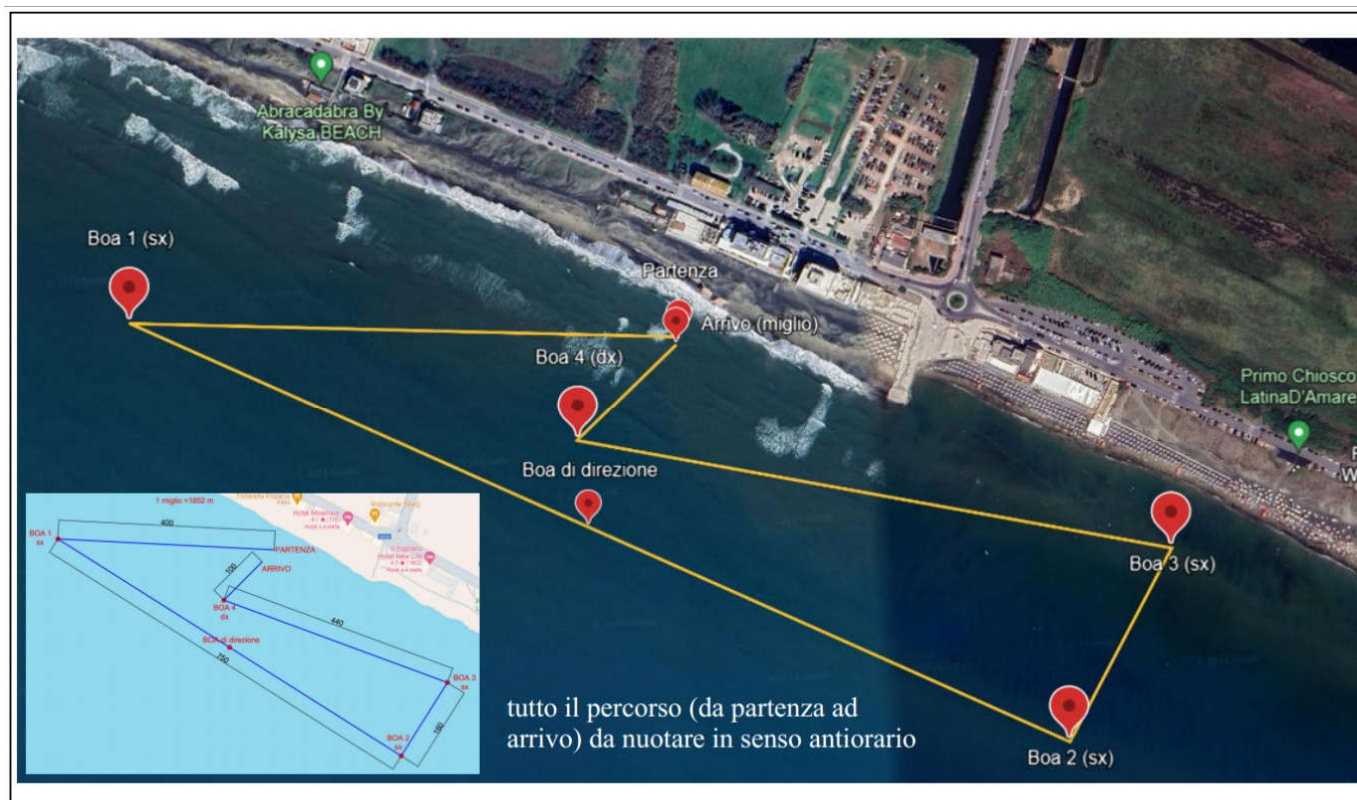 Abracadabra By
Kalysa BEACH
Boa 1 (sx)
Partenza
Arrivo (miglio)
Boa 4 (dx)
Boa di direzione
Primo Chiosco
LatinaD'Amare
Boa 3 (sx)
Boa 2 (sx)
1 miglio =1852 m
BOA 1
sx
400
PARTENZA
ARRIVO
100
BOA 4
dx
440
BOA di direzione
750
BOA 3
sx
BOA 2
sx
tutto il percorso (da partenza ad
arrivo) da nuotare in senso antiorario